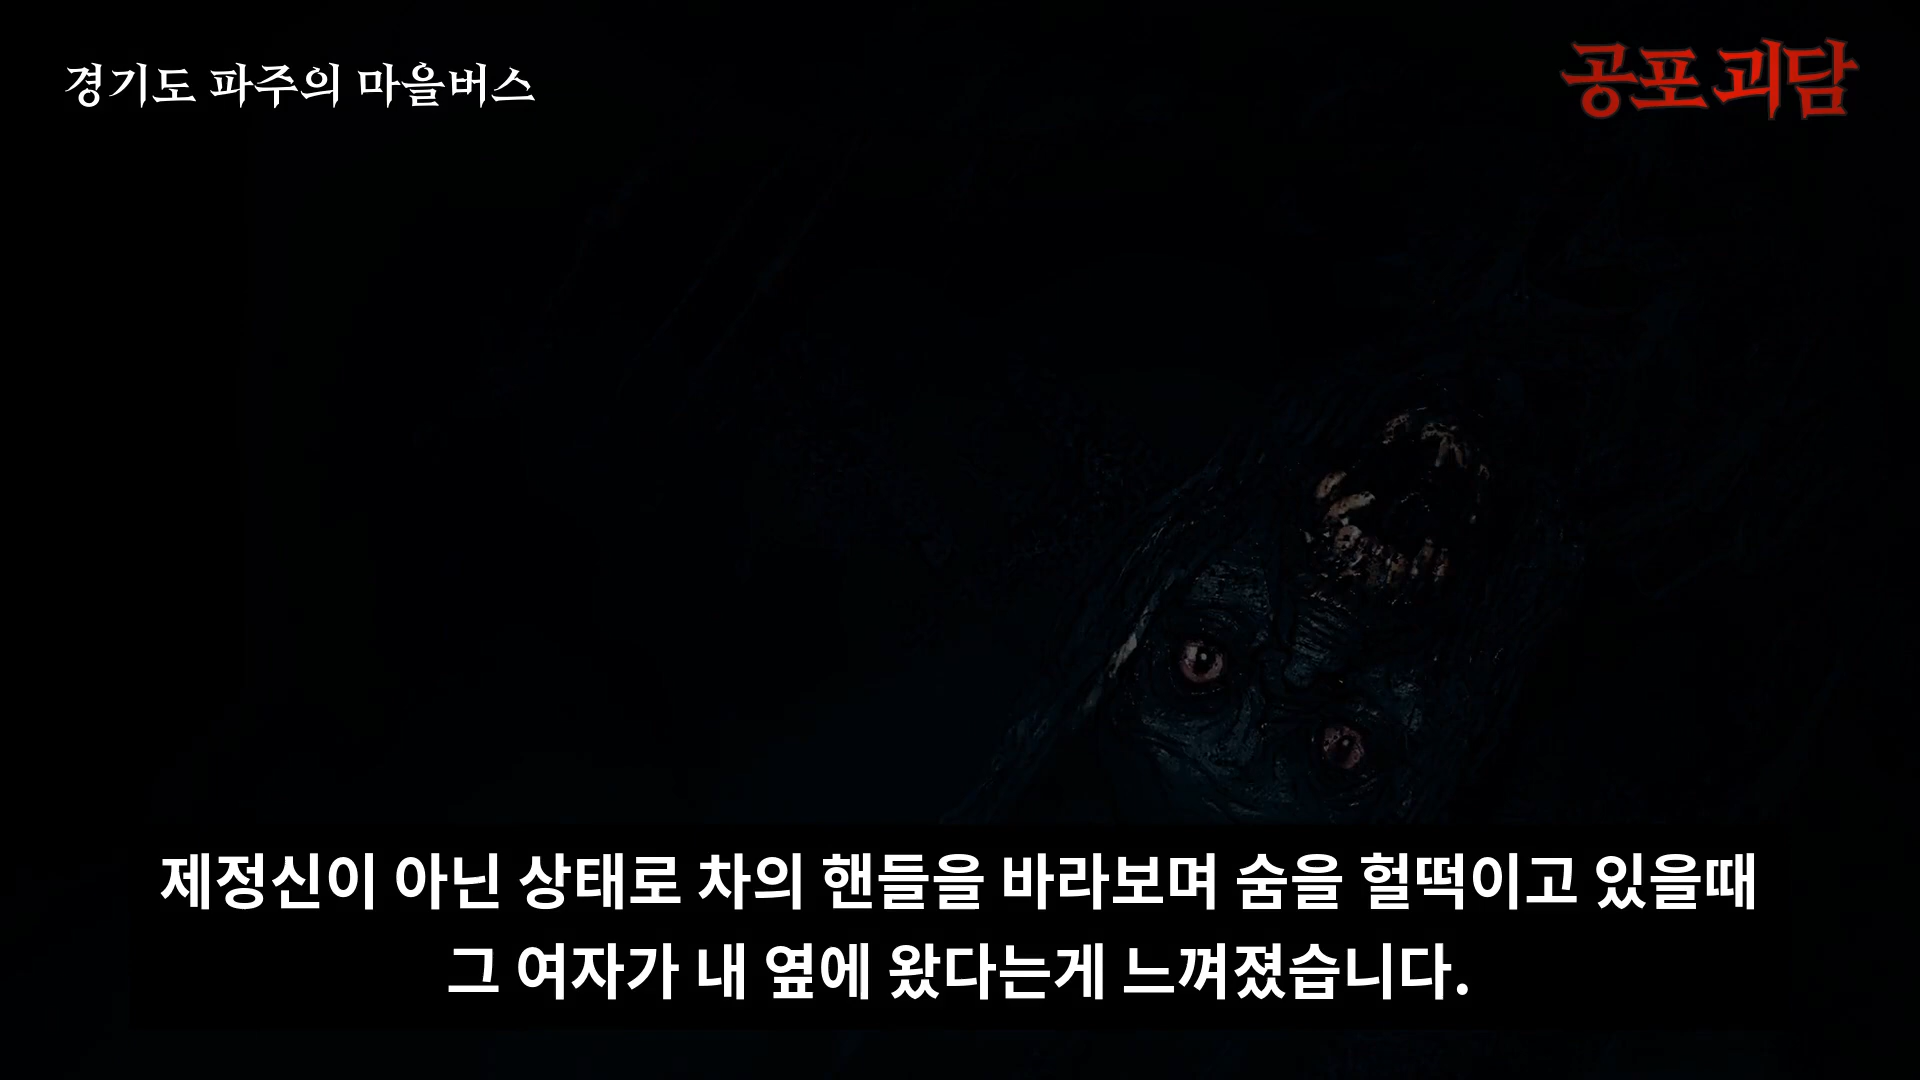 경기도 파주의 마을버스
공포 괴담
제정신이 아닌 상태로 차의 핸들을 바라보며 숨을 헐떡이고 있을때
그 여자가 내 옆에 왔다는게 느껴졌습니다.